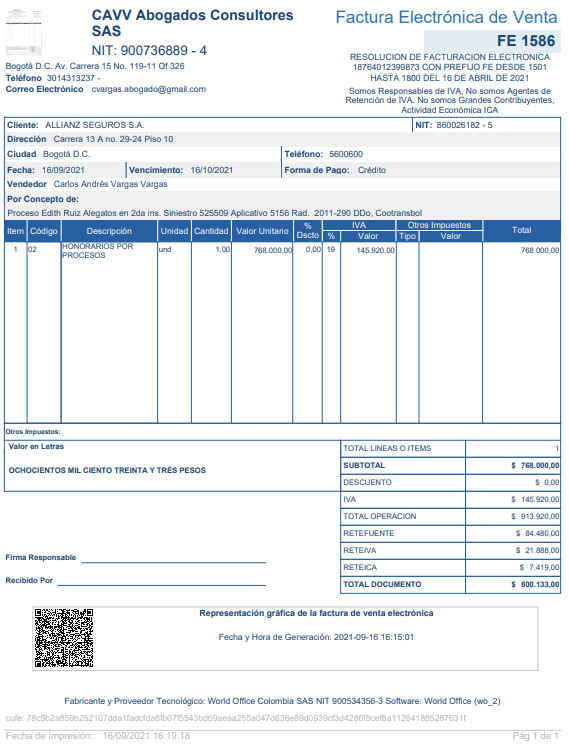 CAVV Abogados Consultores
SAS
NIT: 900736889 - 4
Bogotá D.C. Av. Carrera 15 No. 119-11 Of 326
Teléfono 3014313237 -
Correo Electrónico cvargas.abogado@gmail.com
Factura Electrónica de Venta
FE 1586
RESOLUCION DE FACTURACION ELECTRONICA
18764012399873 CON PREFIJO FE DESDE 1501
HASTA 1800 DEL 16 DE ABRIL DE 2021
Somos Responsables de IVA, No somos Agentes de
Retención de IVA. No somos Grandes Contribuyentes,
Actividad Económica ICA
Cliente: ALLIANZ SEGUROS S.A. NIT: 860026182 - 5
Dirección Carrera 13 A no. 29-24 Piso 10
Ciudad Bogotá D.C. Teléfono: 5600600
Fecha: 16/09/2021 Vencimiento: 16/10/2021 Forma de Pago: Crédito
Vendedor Carlos Andrés Vargas Vargas
Por Concepto de:
Proceso Edith Ruiz Alegatos en 2da ins. Siniestro 525509 Aplicativo 5156 Rad. 2011-290 DDo, Cootransbol
Item Código Descripción Unidad Cantidad Valor Unitario % Dscto IVA % Valor Otros Impuestos Tipo Valor Total
1 02 HONORARIOS POR und 1,00 768.000,00 0,00 19 145.920,00 768.000,00
PROCESOS
Otros Impuestos:
Valor en Letras
OCHOCIENTOS MIL CIENTO TREINTA Y TRÉS PESOS
TOTAL LINEAS O ITEMS 1
SUBTOTAL $ 768.000,00
DESCUENTO $ 0,00
IVA $ 145.920,00
TOTAL OPERACION $ 913.920,00
RETEFUENTE $ 84.480,00
RETEIVA $ 21.888,00
RETEICA $ 7.419,00
TOTAL DOCUMENTO $ 800.133,00
Firma Responsable
Recibido Por
Representación gráfica de la factura de venta electrónica
Fecha y Hora de Generación: 2021-09-16 16:15:01
Fabricante y Proveedor Tecnológico: World Office Colombia SAS NIT 900534356-3 Software: World Office (wo_2)
cufe: 78c9b2a859b252107dda1fadcfda8fb07f5543bd69aeaa255a047d636e89d0939cf3d4286f8cef8a112641885287631f
Fecha de Impresión: 16/09/2021 16:19:18 Pág 1 de 1